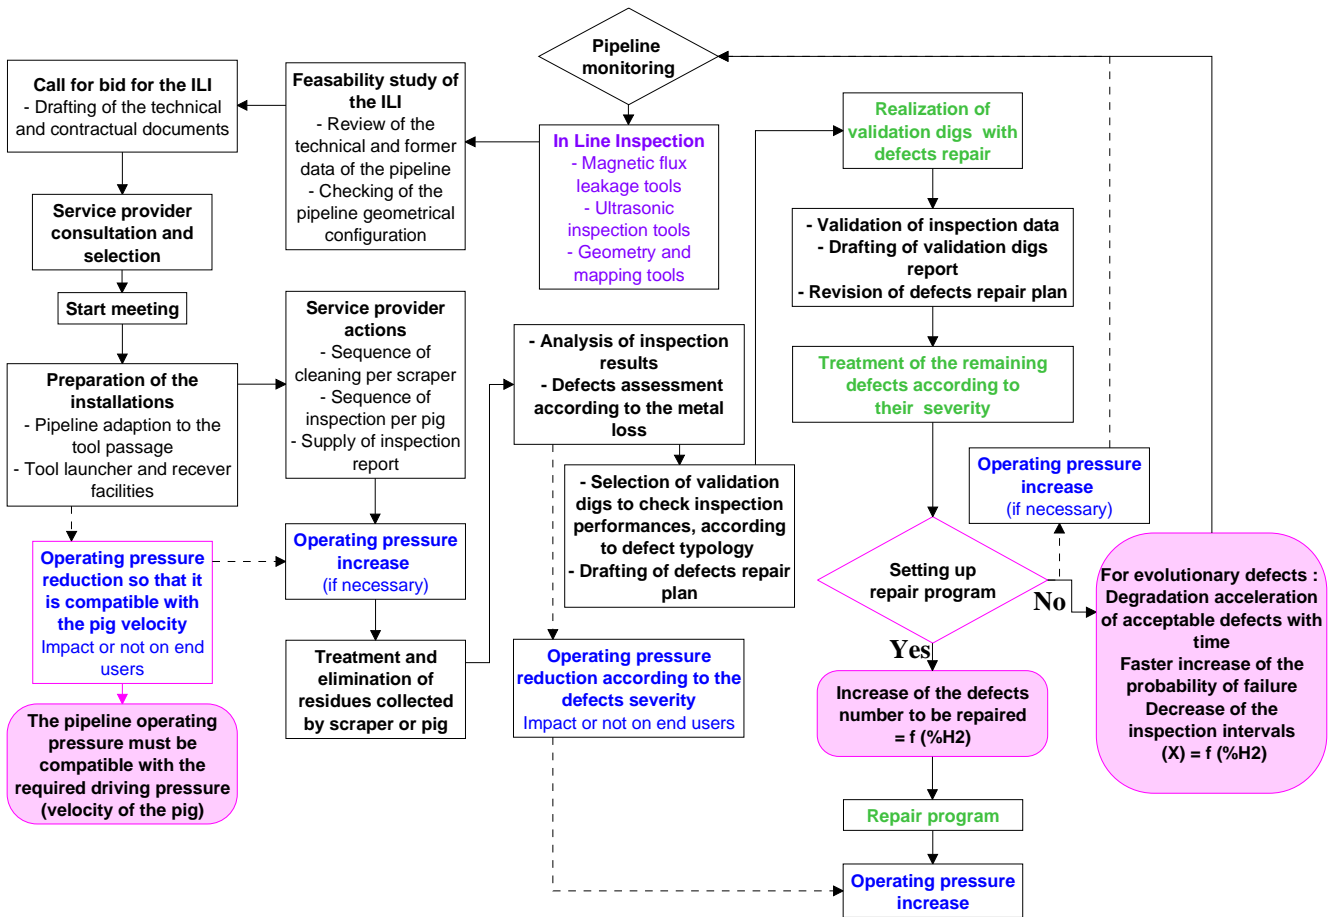 Pipeline
monitoring
Call for bid for the ILI
- Drafting of the technical
and contractual documents
Feasability study of
the ILI
- Review of the
technical and former
data of the pipeline
- Checking of the
pipeline geometrical
configuration
In Line Inspection
- Magnetic flux
leakage tools
- Ultrasonic
inspection tools
- Geometry and
mapping tools
Service provider
consultation and
selection
Start meeting
Preparation of the
installations
- Pipeline adaption to the
tool passage
- Tool launcher and recever
facilities
Operating pressure
reduction so that it
is compatible with
the pig velocity
Impact or not on end
users
The pipeline operating
pressure must be
compatible with the
required driving pressure
(velocity of the pig)
Service provider
actions
- Sequence of
cleaning per scraper
- Sequence of
inspection per pig
- Supply of inspection
report
Operating pressure
increase
(if necessary)
Treatment and
elimination of
residues collected
by scraper or pig
- Analysis of inspection
results
- Defects assessment
according to the metal
loss
- Selection of validation
digs to check inspection
performances, according
to defect typology
- Drafting of defects repair
plan
Operating pressure
reduction according to the
defects severity
Impact or not on end users
Realization of
validation digs with
defects repair
- Validation of inspection data
- Drafting of validation digs
report
- Revision of defects repair plan
Treatment of the remaining
defects according to
their severity
Operating pressure
increase
(if necessary)
Setting up
repair program
No
Yes
For evolutionary defects :
Degradation acceleration
of acceptable defects with
time
Faster increase of the
probability of failure
Decrease of the
inspection intervals
(X) = f (%H2)
Increase of the defects
number to be repaired
= f (%H2)
Repair program
Operating pressure
increase